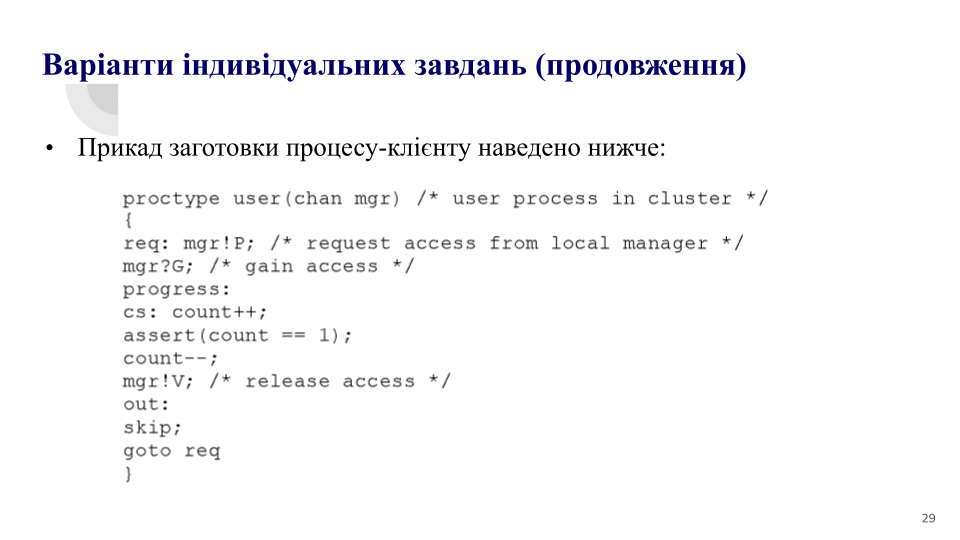 Варіанти індивідуальних завдань (продовження)
• Прикад заготовки процесу-клієнту наведено нижче:
proctype user(chan mgr) /* user process in cluster */
{
req: mgr!P; /* request access from local manager */
mgr?G; /* gain access */
progress:
cs: count++;
assert(count == 1);
count--;
mgr!V; /* release access */
out:
skip;
goto req
}
29